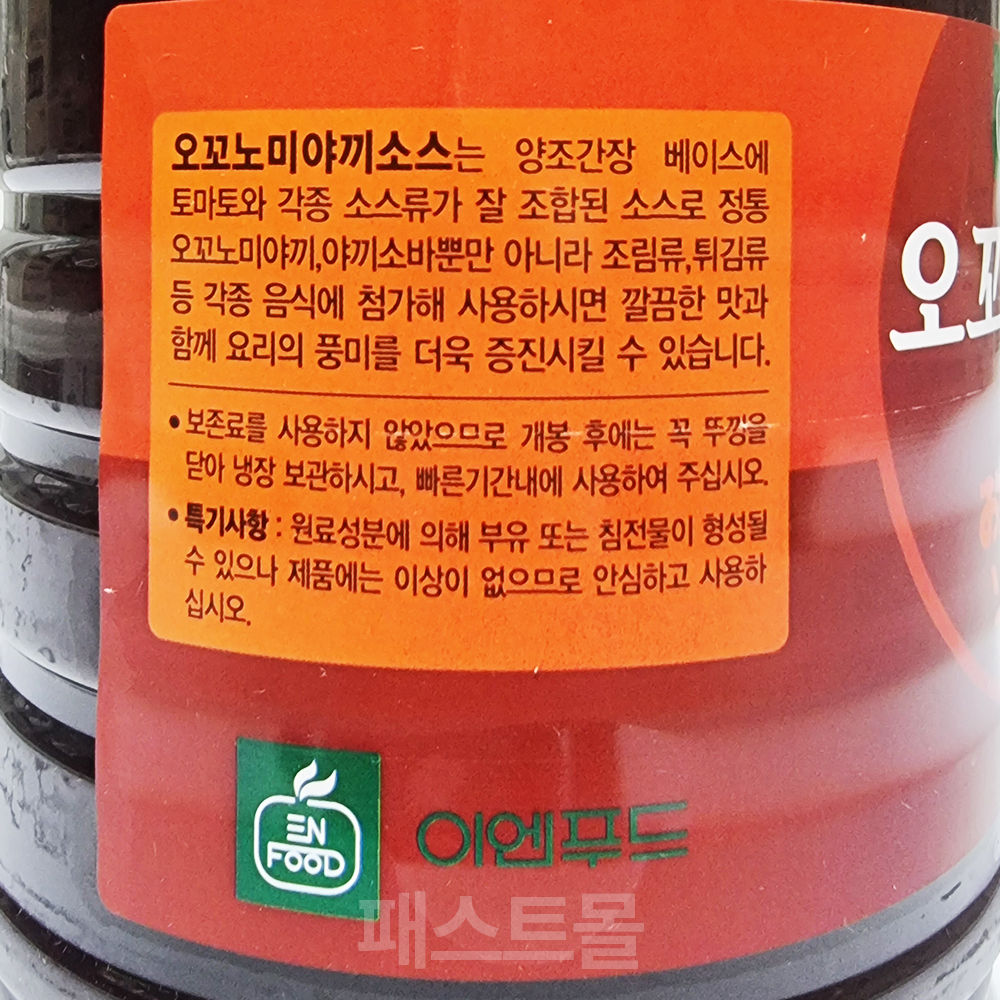 오꼬노미야끼소스는 양조간장 베이스에
토마토와 각종 소스류가 잘 조합된 소스로 정통
오꼬노미야끼,야끼소바뿐만 아니라 조림류,튀김류
등 각종 음식에 첨가해 사용하시면 깔끔한 맛과
함께 요리의 풍미를 더욱 증진시킬 수 있습니다.
• 보존료를 사용하지 않았으므로 개봉 후에는 꼭 뚜껑을
닫아 냉장 보관하시고, 빠른기간내에 사용하여 주십시오.
• 특기사항 : 원료성분에 의해 부유 또는 침전물이 형성될
수 있으나 제품에는 이상이 없으므로 안심하고 사용하
십시오.
오꼬
EN
FOOD
이엔푸드
패스트몰